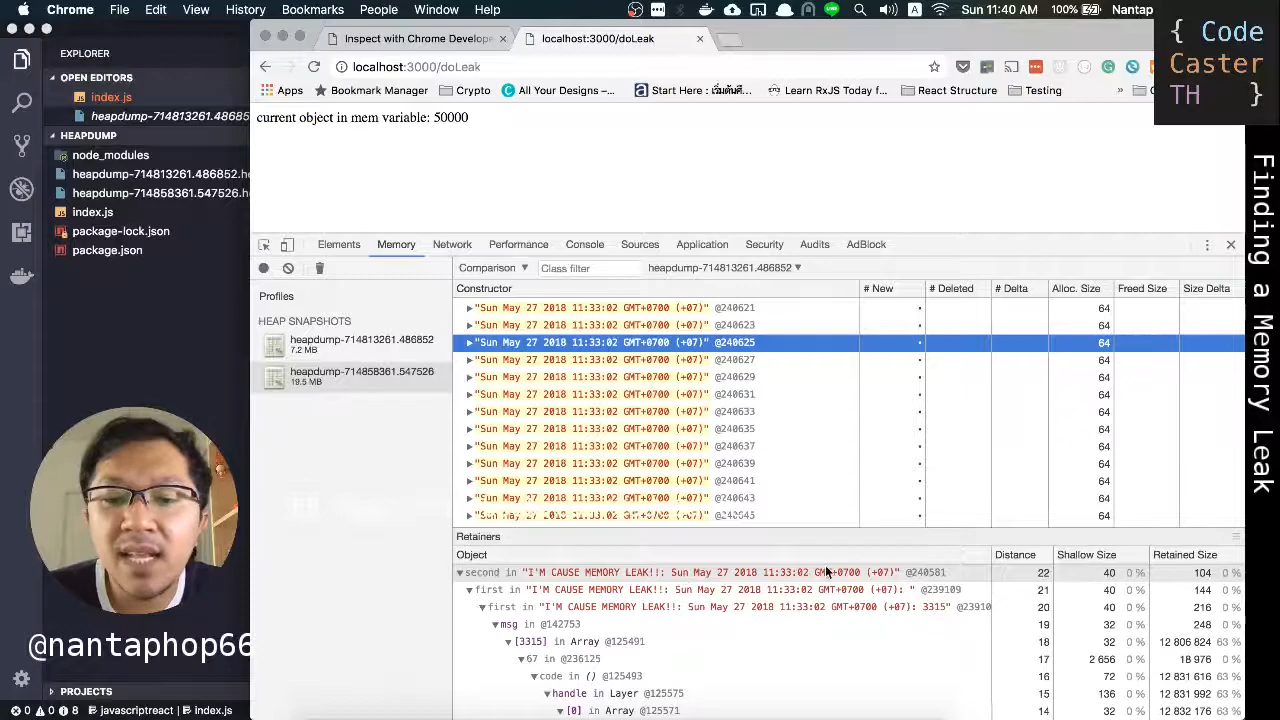 Chrome File Edit View History Bookmarks People Window Help
A Sun 11:40 AM 100% Nantap
{ Code
Caster
TH }
EXPLORER
OPEN EDITORS
index.js
heapdump-714813261.4868
HEAPDUMP
node_modules
heapdump-714813261.486852.he
heapdump-714858361.547526.h
index.js
package-lock.json
package.json
PROJECTS
0 0 8 javascriptreact index.js
Inspect with Chrome Develope
localhost:3000/doLeak
localhost:3000/doLeak
Apps Bookmark Manager Crypto All Your Designs – ... Start Here : Learn RxJS Today f... React Structure Testing » O
current object in mem variable: 50000
Elements Memory Network Performance Console Sources Application Security Audits AdBlock
Profiles
HEAP SNAPSHOTS
heapdump-714813261.486852
7.2 MB
heapdump-714858361.547526
19.5 MB
Comparison Class filter heapdump-714813261.486852
Constructor # New # Deleted # Delta Alloc. Size Freed Size Size Delta
"Sun May 27 2018 11:33:02 GMT+0700 (+07)" @240621 • 64
"Sun May 27 2018 11:33:02 GMT+0700 (+07)" @240623 • 64
"Sun May 27 2018 11:33:02 GMT+0700 (+07)" @240625 • 64
"Sun May 27 2018 11:33:02 GMT+0700 (+07)" @240627 • 64
"Sun May 27 2018 11:33:02 GMT+0700 (+07)" @240629 • 64
"Sun May 27 2018 11:33:02 GMT+0700 (+07)" @240631 • 64
"Sun May 27 2018 11:33:02 GMT+0700 (+07)" @240633 • 64
"Sun May 27 2018 11:33:02 GMT+0700 (+07)" @240635 • 64
"Sun May 27 2018 11:33:02 GMT+0700 (+07)" @240637 • 64
"Sun May 27 2018 11:33:02 GMT+0700 (+07)" @240639 • 64
"Sun May 27 2018 11:33:02 GMT+0700 (+07)" @240641 • 64
"Sun May 27 2018 11:33:02 GMT+0700 (+07)" @240643 • 64
"Sun May 27 2018 11:33:02 GMT+0700 (+07)" @240645 • 64
Retainers
Object Distance Shallow Size Retained Size
second in "I'M CAUSE MEMORY LEAK!!: Sun May 27 2018 11:33:02 GMT+0700 (+07)" @240581 22 40 0 % 104 0 %
first in "I'M CAUSE MEMORY LEAK!!: Sun May 27 2018 11:33:02 GMT+0700 (+07): " @239109 21 40 0 % 144 0 %
first in "I'M CAUSE MEMORY LEAK!!: Sun May 27 2018 11:33:02 GMT+0700 (+07): 3315" @23910 20 40 0 % 216 0 %
msg in @142753 19 32 0 % 248 0 %
[3315] in Array @125491 18 32 0 % 12 806 824 63 %
67 in @236125 17 2 656 0 % 18 976 0 %
code in () @125493 16 72 0 % 12 831 616 63 %
handle in Layer @125575 15 136 0 % 12 831 992 63 %
[0] in Array @125571 14 32 0 % 12 832 176 63 %
@nantaphop66
Finding a Memory Leak